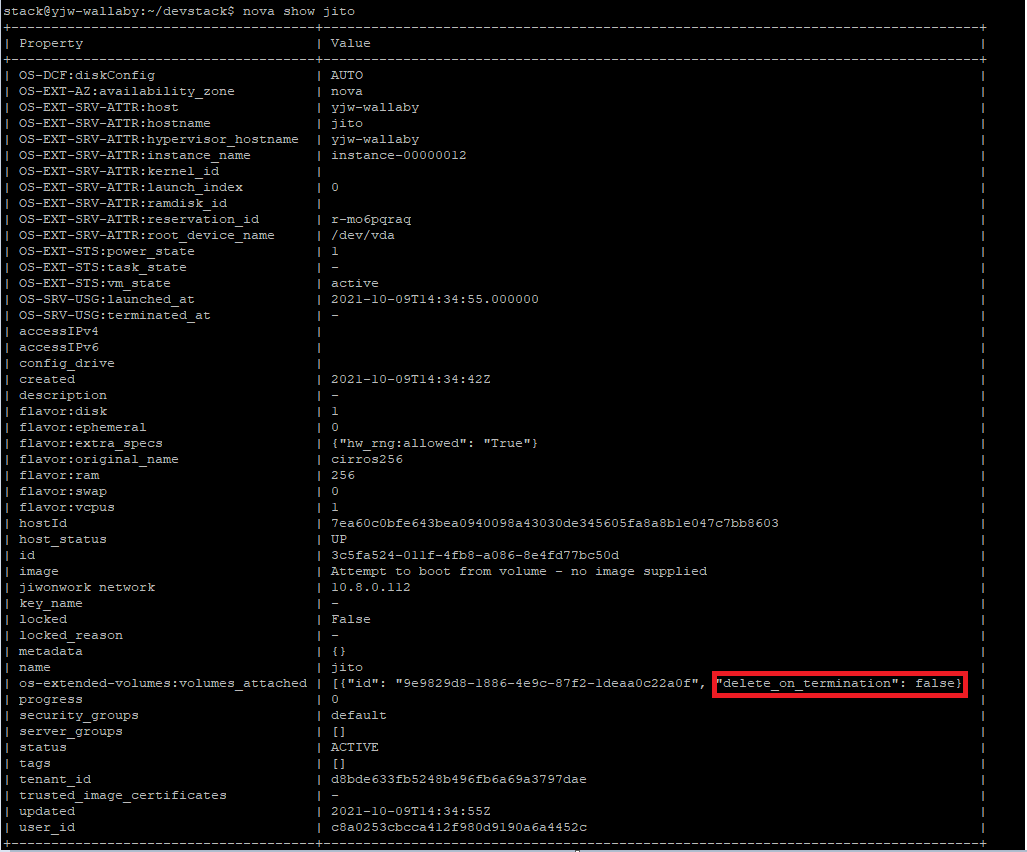 stack@yjw-wallaby:~/devstack$ nova show jito
+--------------------------------------+----------------------------------------------------------------------------------+
| Property | Value |
+--------------------------------------+----------------------------------------------------------------------------------+
| OS-DCF:diskConfig | AUTO |
| OS-EXT-AZ:availability_zone | nova |
| OS-EXT-SRV-ATTR:host | yjw-wallaby |
| OS-EXT-SRV-ATTR:hostname | jito |
| OS-EXT-SRV-ATTR:hypervisor_hostname | yjw-wallaby |
| OS-EXT-SRV-ATTR:instance_name | instance-00000012 |
| OS-EXT-SRV-ATTR:kernel_id | |
| OS-EXT-SRV-ATTR:launch_index | 0 |
| OS-EXT-SRV-ATTR:ramdisk_id | |
| OS-EXT-SRV-ATTR:reservation_id | r-mo6pqraq |
| OS-EXT-SRV-ATTR:root_device_name | /dev/vda |
| OS-EXT-STS:power_state | 1 |
| OS-EXT-STS:task_state | - |
| OS-EXT-STS:vm_state | active |
| OS-SRV-USG:launched_at | 2021-10-09T14:34:55.000000 |
| OS-SRV-USG:terminated_at | - |
| accessIPv4 | |
| accessIPv6 | |
| config_drive | |
| created | 2021-10-09T14:34:42Z |
| description | - |
| flavor:disk | 1 |
| flavor:ephemeral | 0 |
| flavor:extra_specs | {"hw_rng:allowed": "True"} |
| flavor:original_name | cirros256 |
| flavor:ram | 256 |
| flavor:swap | 0 |
| flavor:vcpus | 1 |
| hostId | 7ea60c0bfe643bea0940098a43030de345605fa8a8b1e047c7bb8603 |
| host_status | UP |
| id | 3c5fa524-011f-4fb8-a086-8e4fd77bc50d |
| image | Attempt to boot from volume - no image supplied |
| jiwonwork network | 10.8.0.112 |
| key_name | - |
| locked | False |
| locked_reason | - |
| metadata | {} |
| name | jito |
| os-extended-volumes:volumes_attached | [{"id": "9e9829d8-1886-4e9c-87f2-1deaa0c22a0f", "delete_on_termination": false} |
| progress | 0 |
| security_groups | default |
| server_groups | [] |
| status | ACTIVE |
| tags | [] |
| tenant_id | d8bde633fb5248b496fb6a69a3797dae |
| trusted_image_certificates | - |
| updated | 2021-10-09T14:34:55Z |
| user_id | c8a0253cbcca412f980d9190a6a4452c |
+--------------------------------------+----------------------------------------------------------------------------------+